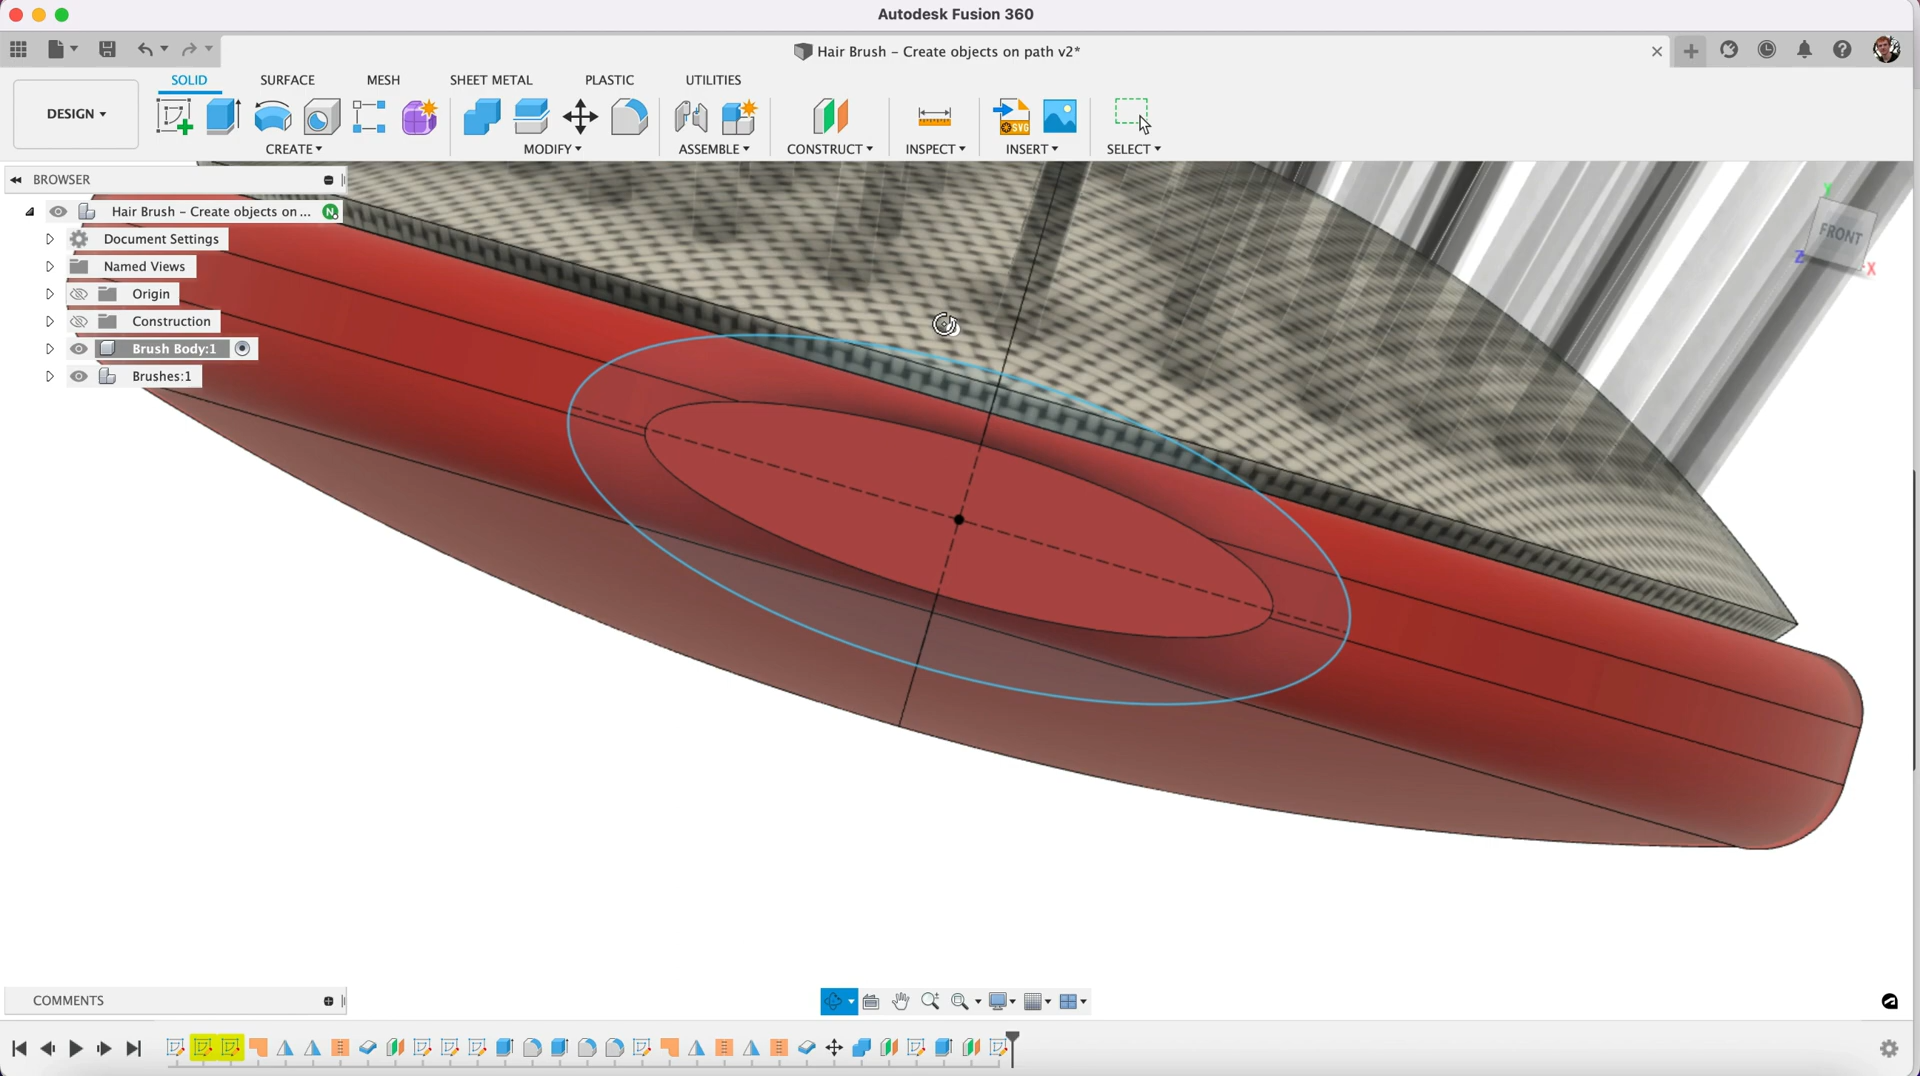 Autodesk Fusion 360
Hair Brush – Create objects on path v2*
DESIGN
SOLID SURFACE MESH SHEET METAL PLASTIC UTILITIES
SVG
CREATE MODIFY ASSEMBLE CONSTRUCT INSPECT INSERT SELECT
BROWSER
Hair Brush – Create objects on ... N
Document Settings
Named Views
Origin
Construction
Brush Body:1
Brushes:1
Y
FRONT
Z
X
COMMENTS